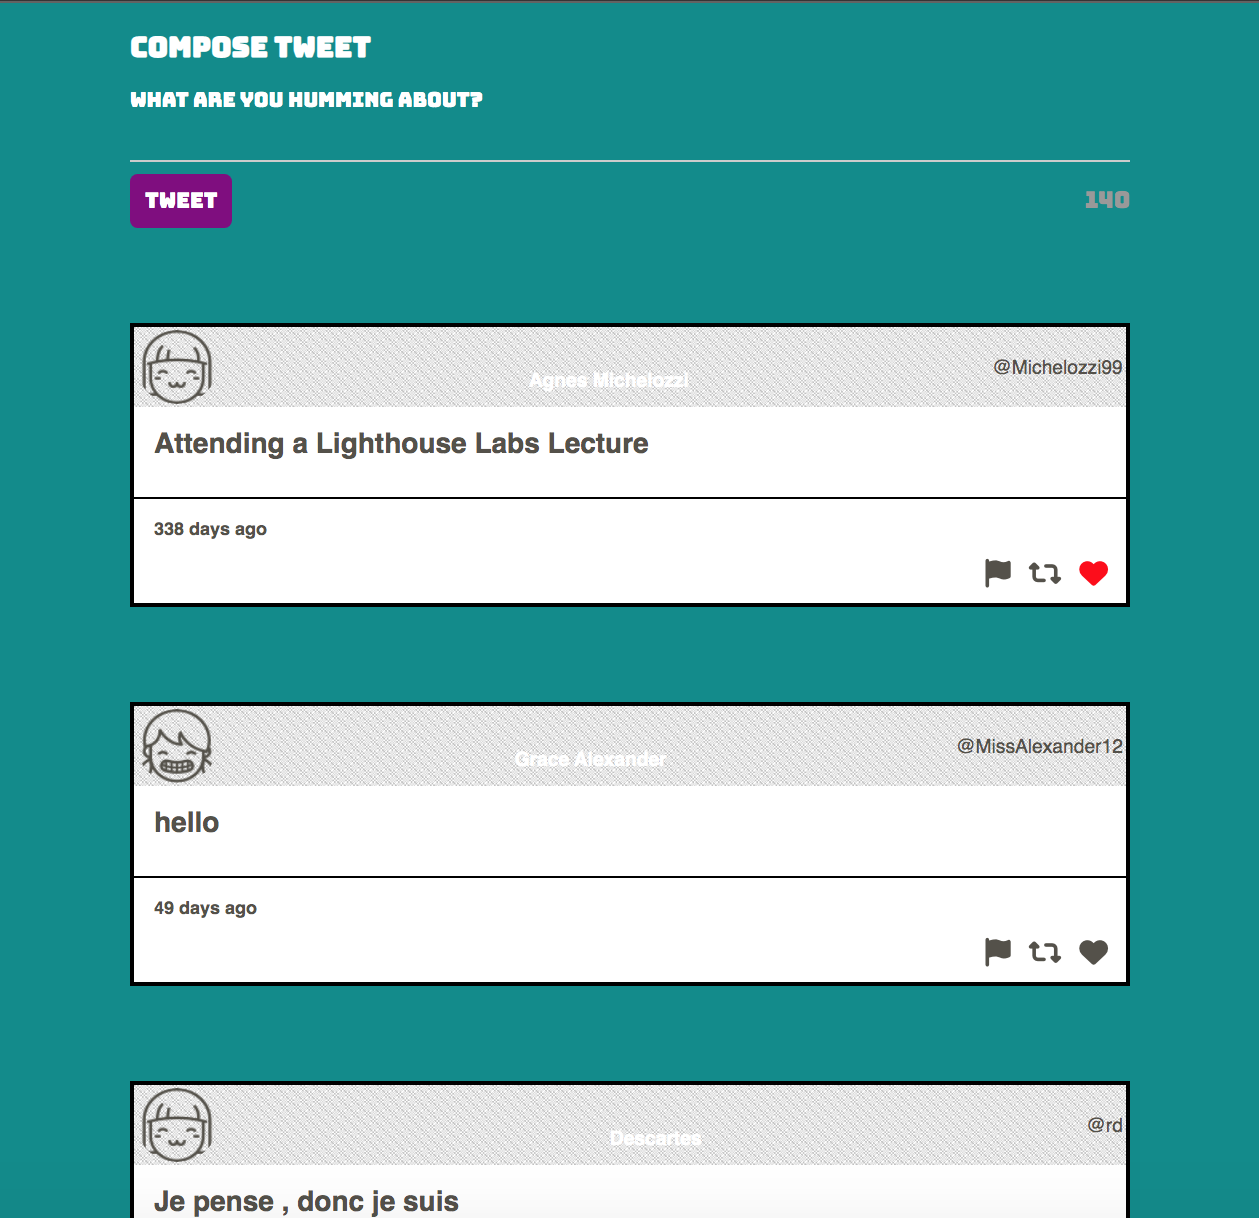 COMPOSE TWEET
WHAT ARE YOU HUMMING ABOUT?
TWEET
140
Agnes Michelozzi
@Michelozzi99
Attending a Lighthouse Labs Lecture
338 days ago
Grace Alexander
@MissAlexander12
hello
49 days ago
Descartes
@rd
Je pense , donc je suis